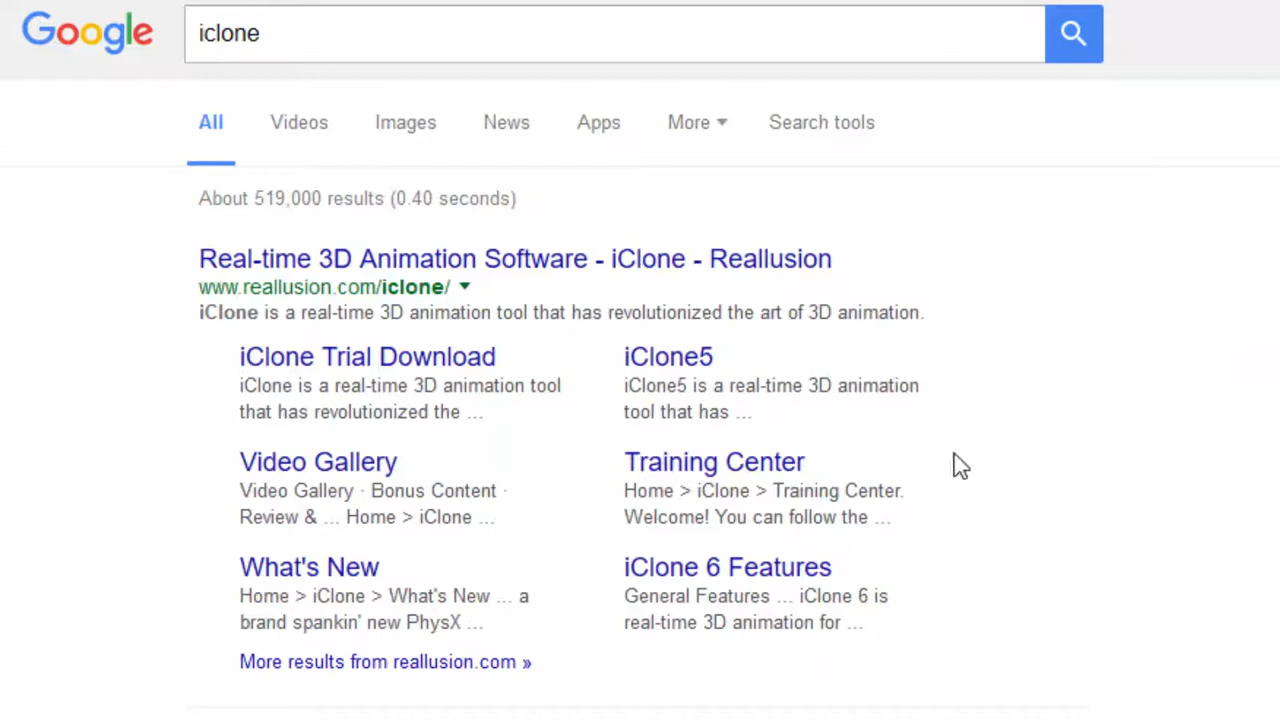 Google
iclone
All Videos Images News Apps More Search tools
About 519,000 results (0.40 seconds)
Real-time 3D Animation Software - iClone - Reallusion
www.reallusion.com/iclone/
iClone is a real-time 3D animation tool that has revolutionized the art of 3D animation.
iClone Trial Download
iClone is a real-time 3D animation tool
that has revolutionized the ...
iClone5
iClone5 is a real-time 3D animation
tool that has ...
Video Gallery
Video Gallery · Bonus Content ·
Review & ... Home > iClone ...
Training Center
Home > iClone > Training Center.
Welcome! You can follow the ...
What's New
Home > iClone > What's New ... a
brand spankin' new PhysX ...
iClone 6 Features
General Features ... iClone 6 is
real-time 3D animation for ...
More results from reallusion.com »